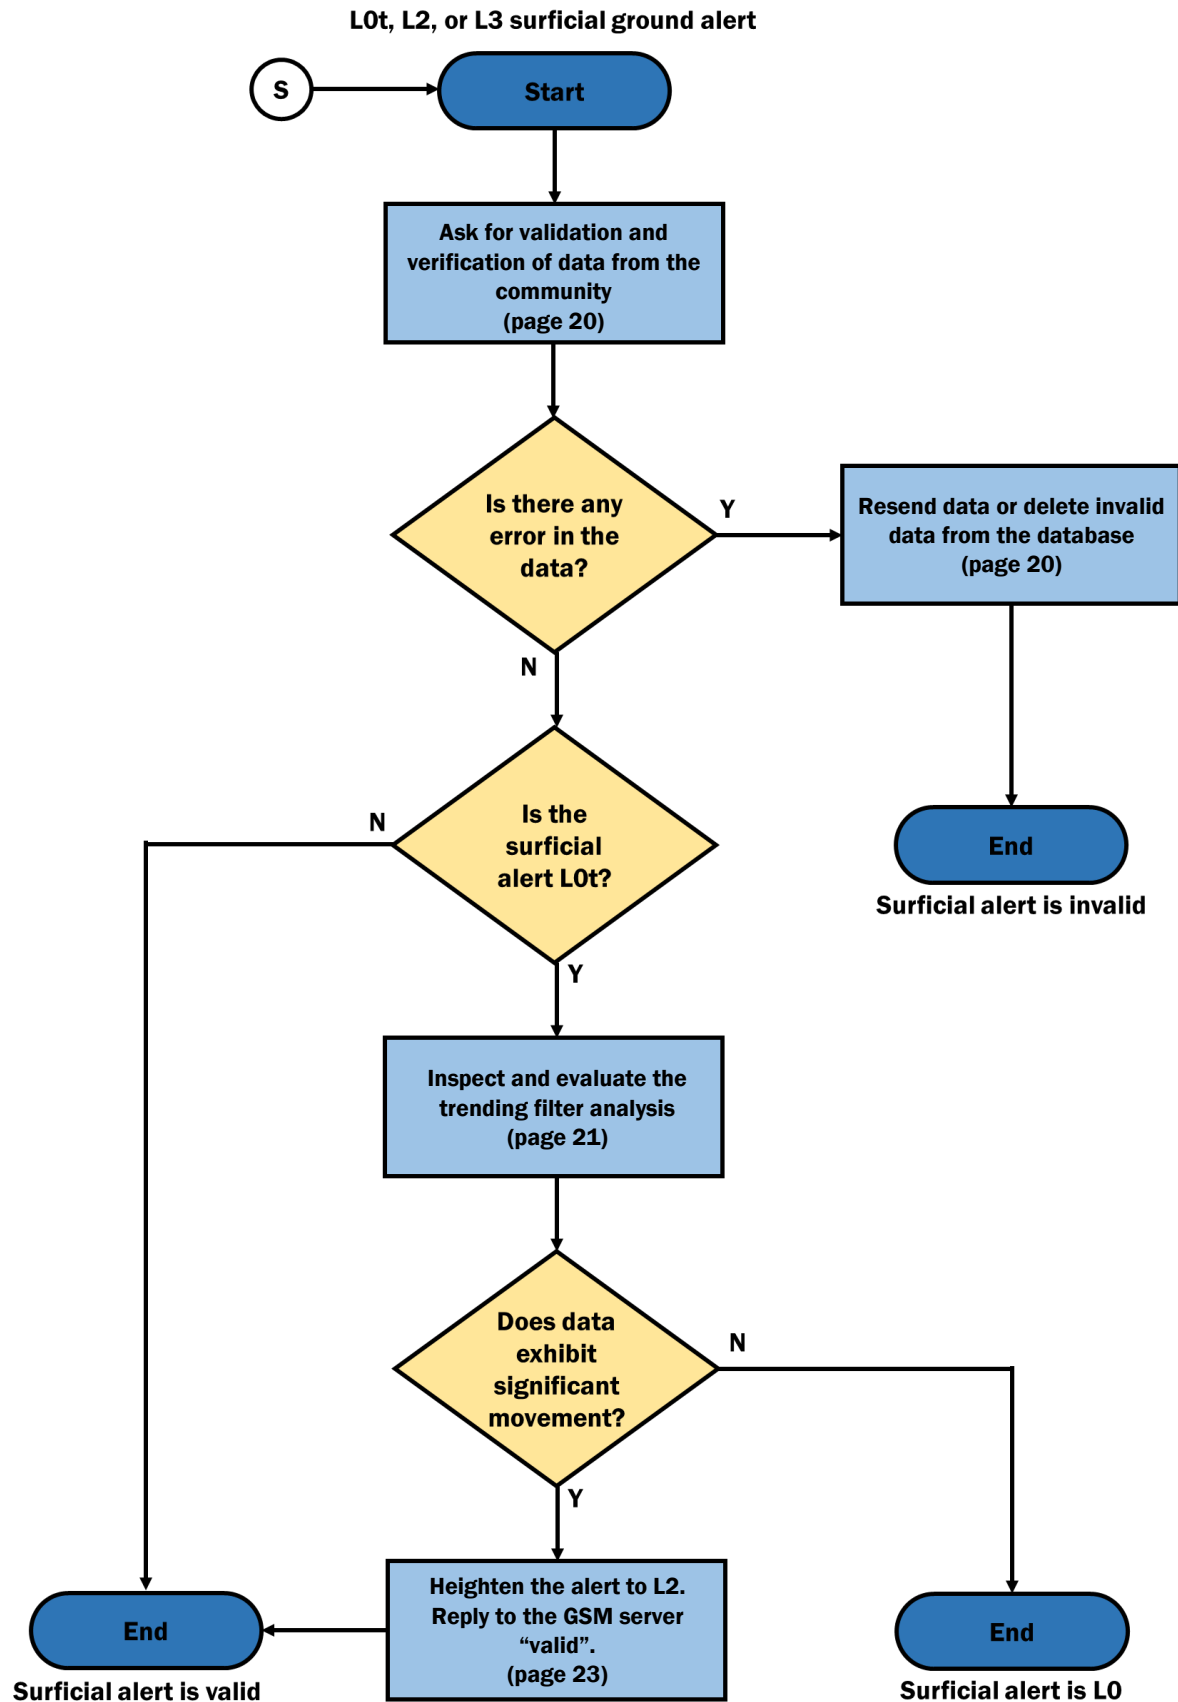 L0t, L2, or L3 surficial ground alert
S
Start
Ask for validation and
verification of data from the
community
(page 20)
Is there any
error in the
data?
Y
Resend data or delete invalid
data from the database
(page 20)
N
End
Surficial alert is invalid
Is the
surficial
alert L0t?
N
Y
Inspect and evaluate the
trending filter analysis
(page 21)
Does data
exhibit
significant
movement?
N
Y
Heighten the alert to L2.
Reply to the GSM server
“valid”.
(page 23)
End
Surficial alert is valid
End
Surficial alert is L0